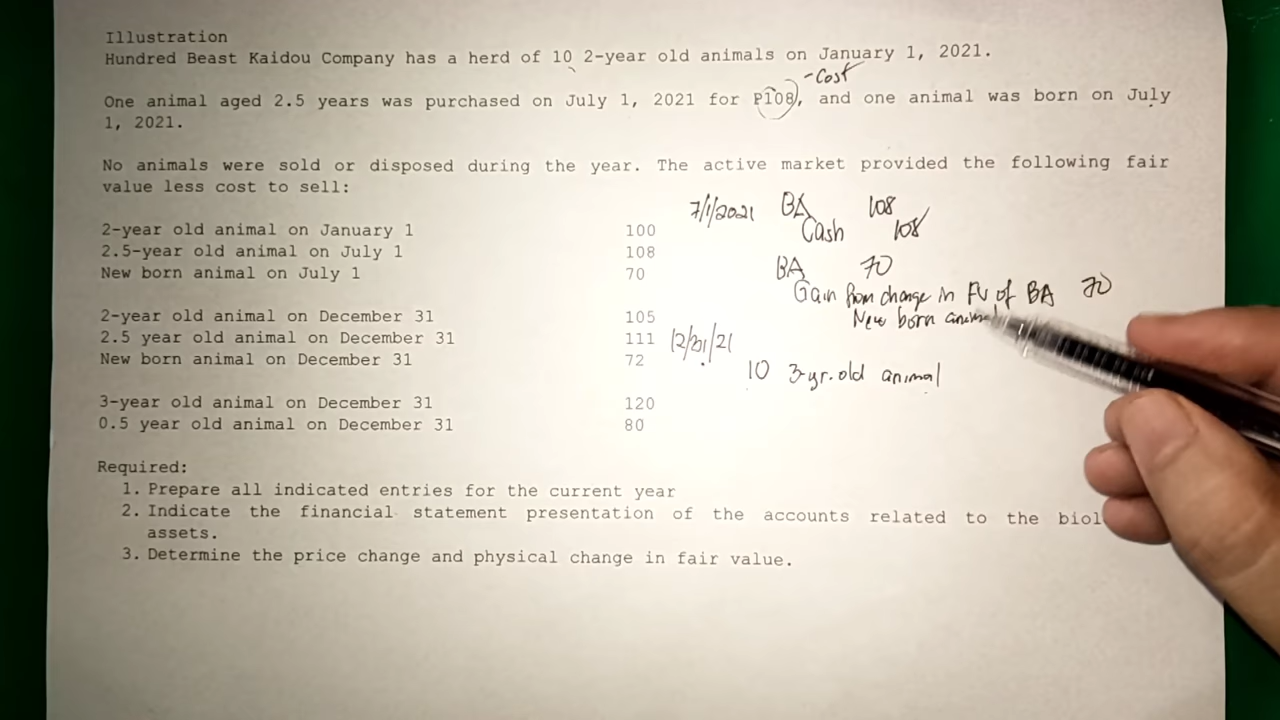 Illustration
Hundred Beast Kaidou Company has a herd of 10 2-year old animals on January 1, 2021.
-Cost
One animal aged 2.5 years was purchased on July 1, 2021 for P108, and one animal was born on July
1, 2021.
No animals were sold or disposed during the year. The active market provided the following fair
value less cost to sell:
7/1/2021 BA 108
Cash 108
2-year old animal on January 1 100
2.5-year old animal on July 1 108
New born animal on July 1 70
BA 70
Gain from change in FV of BA 70
New born animal
2-year old animal on December 31 105
2.5 year old animal on December 31 111
New born animal on December 31 72
12/31/21
10 3-yr.old animal
3-year old animal on December 31 120
0.5 year old animal on December 31 80
Required:
1. Prepare all indicated entries for the current year
2. Indicate the financial statement presentation of the accounts related to the biol
assets.
3. Determine the price change and physical change in fair value.